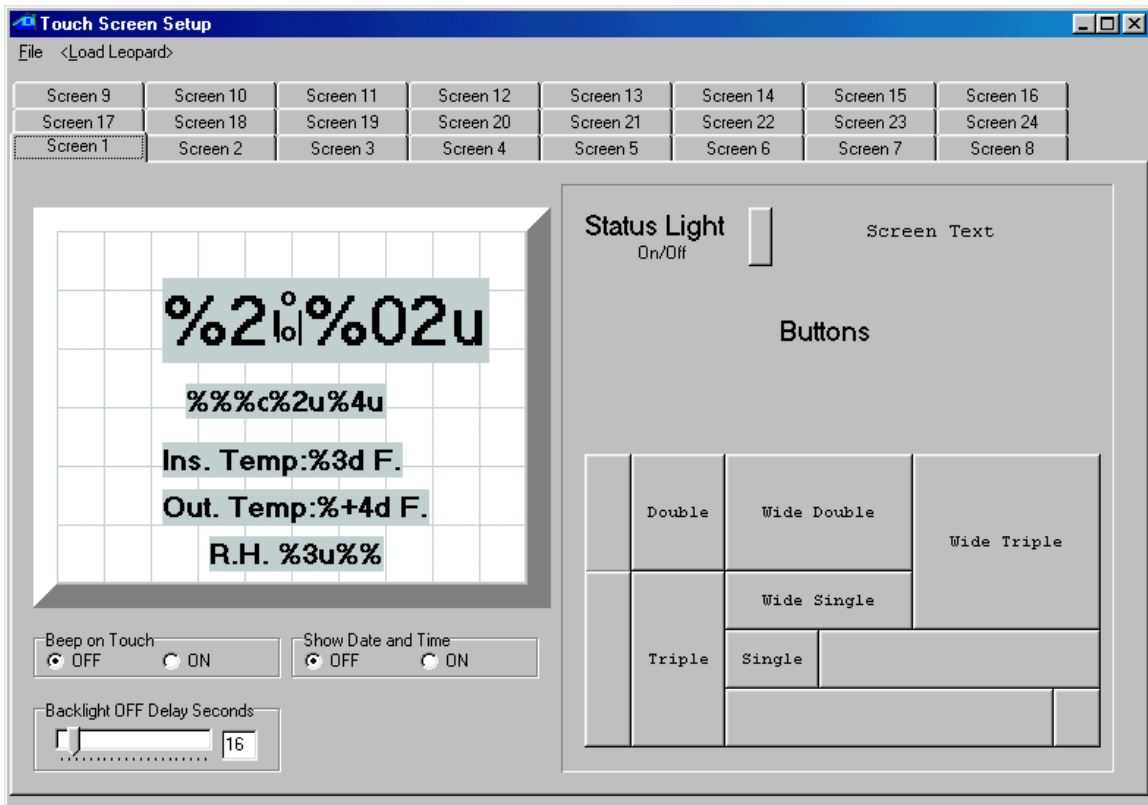 Touch Screen Setup
File <Load Leopard>
Screen 9 Screen 10 Screen 11 Screen 12 Screen 13 Screen 14 Screen 15 Screen 16
Screen 17 Screen 18 Screen 19 Screen 20 Screen 21 Screen 22 Screen 23 Screen 24
Screen 1 Screen 2 Screen 3 Screen 4 Screen 5 Screen 6 Screen 7 Screen 8
%2u %02u
%%%c%2u%4u
Ins. Temp:%3d F.
Out. Temp:%+4d F.
R.H. %3u%%
Beep on Touch
OFF ON
Show Date and Time
OFF ON
Backlight OFF Delay Seconds
16
Status Light
On/Off
Screen Text
Buttons
Double Wide Double
Wide Triple
Wide Single
Triple Single